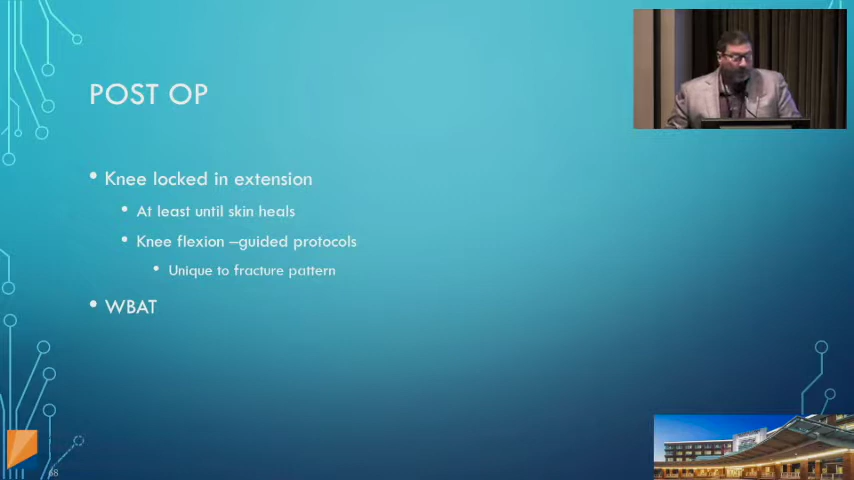 POST OP
• Knee locked in extension
• At least until skin heals
• Knee flexion –guided protocols
• Unique to fracture pattern
• WBAT
68